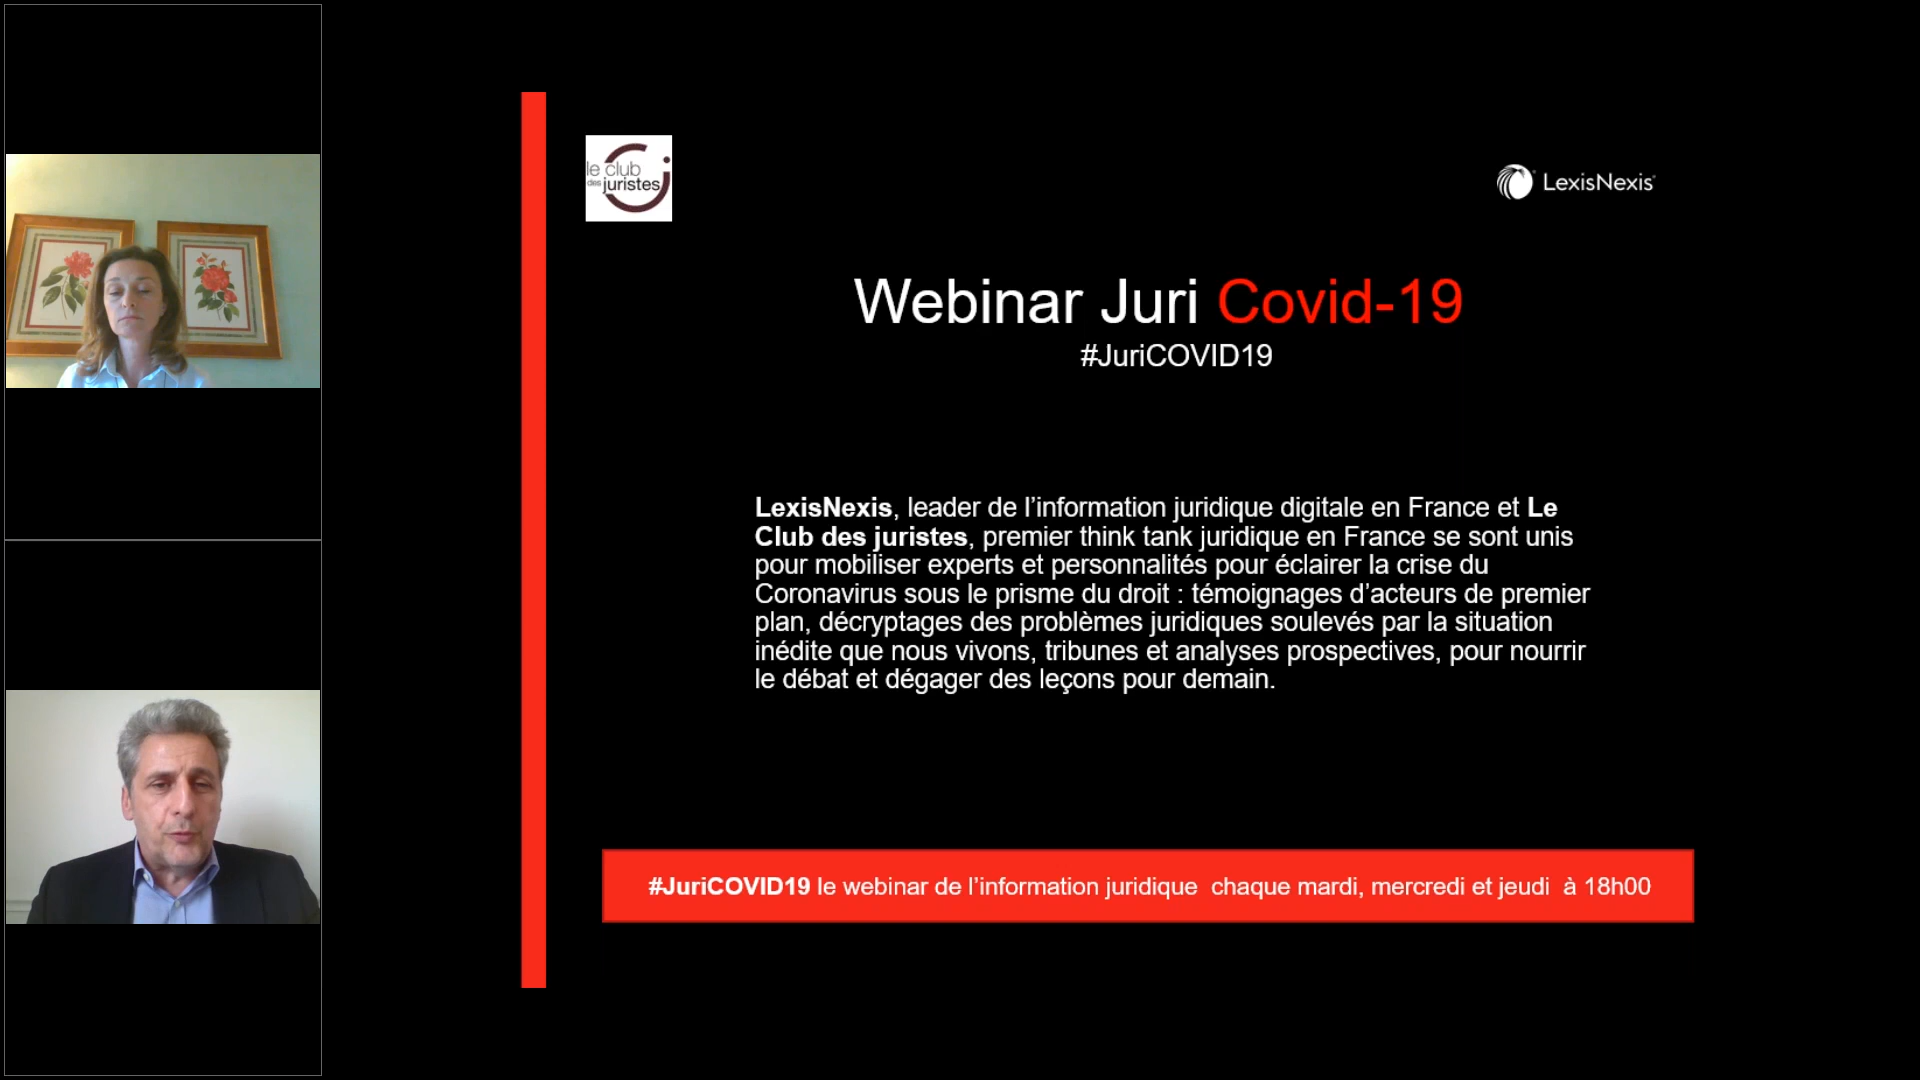 le club
des juristes
LexisNexis
Webinar Juri Covid-19
#JuriCOVID19
LexisNexis, leader de l’information juridique digitale en France et Le
Club des juristes, premier think tank juridique en France se sont unis
pour mobiliser experts et personnalités pour éclairer la crise du
Coronavirus sous le prisme du droit : témoignages d’acteurs de premier
plan, décryptages des problèmes juridiques soulevés par la situation
inédite que nous vivons, tribunes et analyses prospectives, pour nourrir
le débat et dégager des leçons pour demain.
#JuriCOVID19 le webinar de l’information juridique chaque mardi, mercredi et jeudi à 18h00